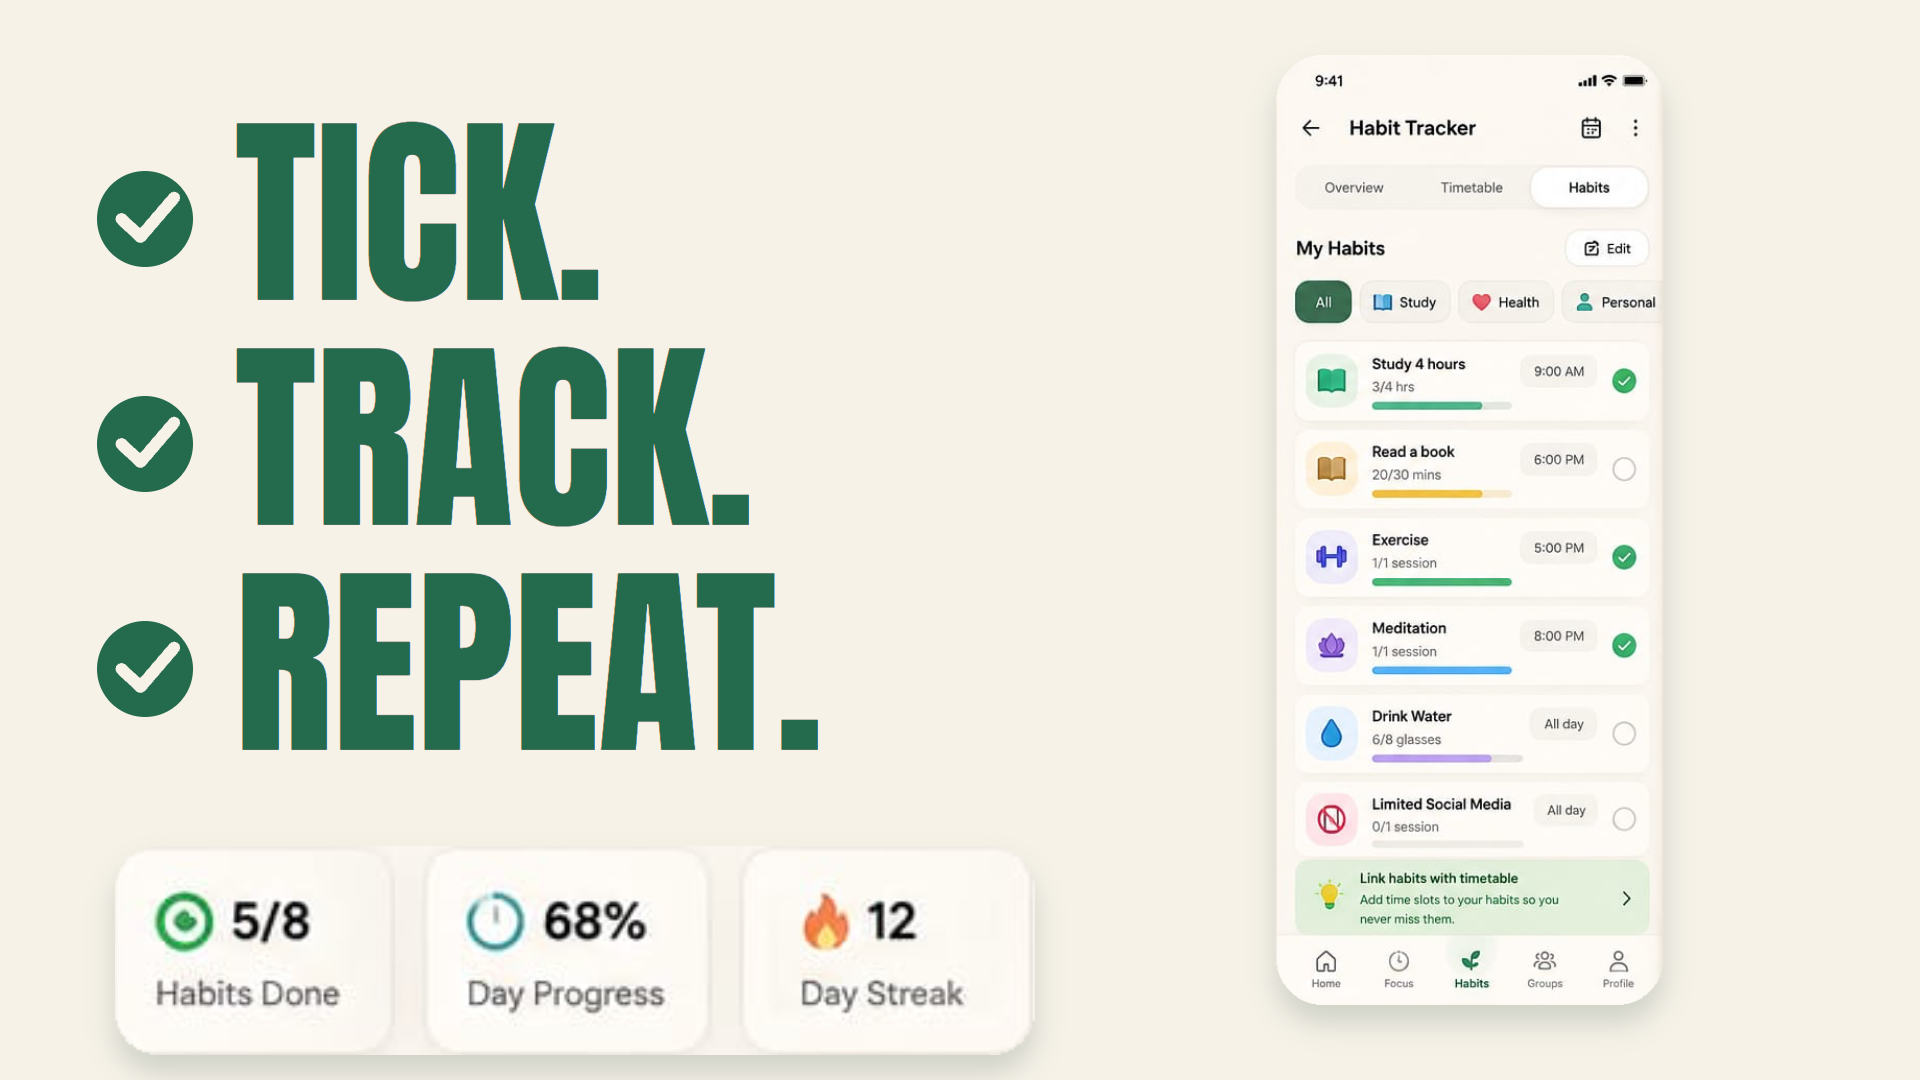 TICK.
TRACK.
REPEAT.
5/8
Habits Done
68%
Day Progress
12
Day Streak
9:41
Habit Tracker
Overview Timetable Habits
My Habits
Edit
All Study Health Personal
Study 4 hours
3/4 hrs
9:00 AM
Read a book
20/30 mins
6:00 PM
Exercise
1/1 session
5:00 PM
Meditation
1/1 session
8:00 PM
Drink Water
6/8 glasses
All day
Limited Social Media
0/1 session
All day
Link habits with timetable
Add time slots to your habits so you
never miss them.
Home Focus Habits Groups Profile